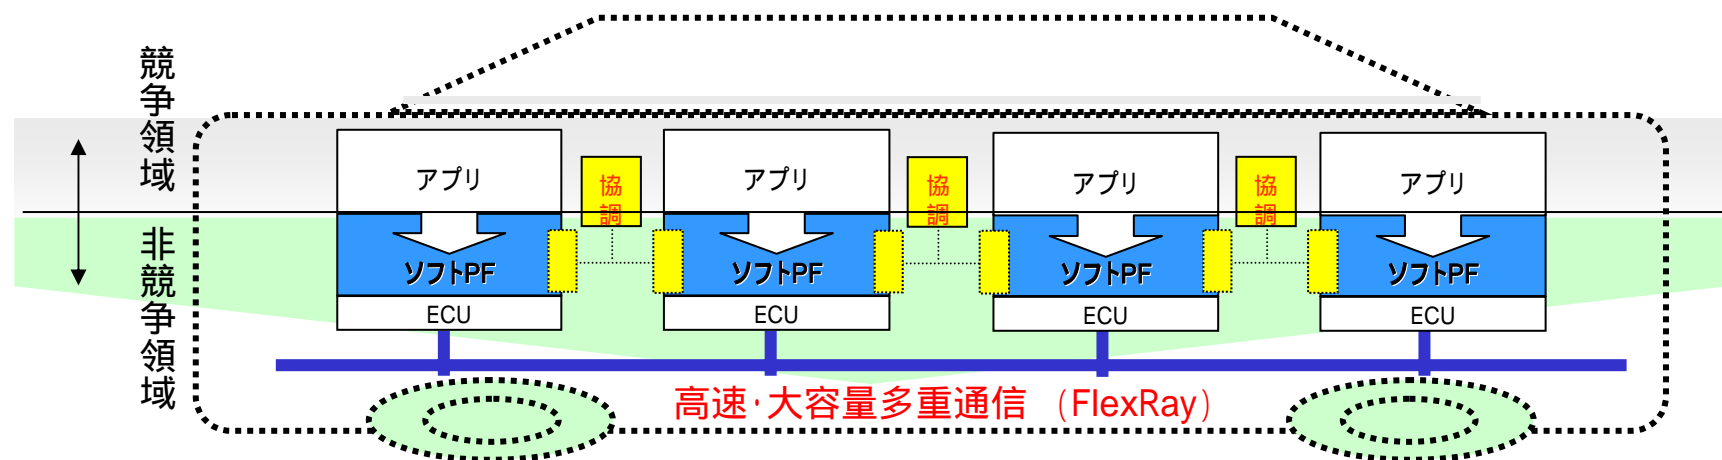 競争領域
非競争領域
アプリ
協調
アプリ
協調
アプリ
協調
アプリ
ソフトPF
ソフトPF
ソフトPF
ソフトPF
ECU
ECU
ECU
ECU
高速・大容量多重通信 (FlexRay)